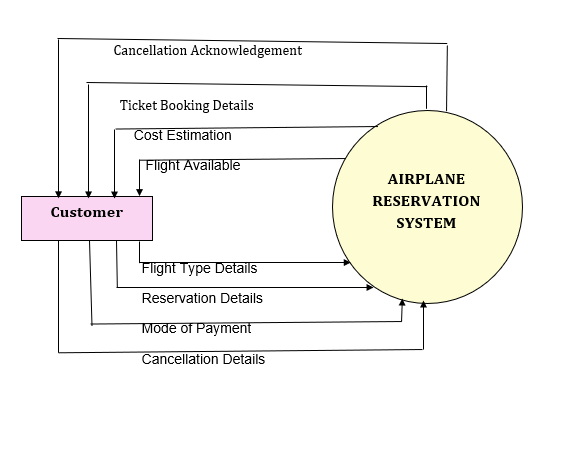 Cancellation Acknowledgement
Ticket Booking Details
Cost Estimation
Flight Available
AIRPLANE
RESERVATION
SYSTEM
Customer
Flight Type Details
Reservation Details
Mode of Payment
Cancellation Details